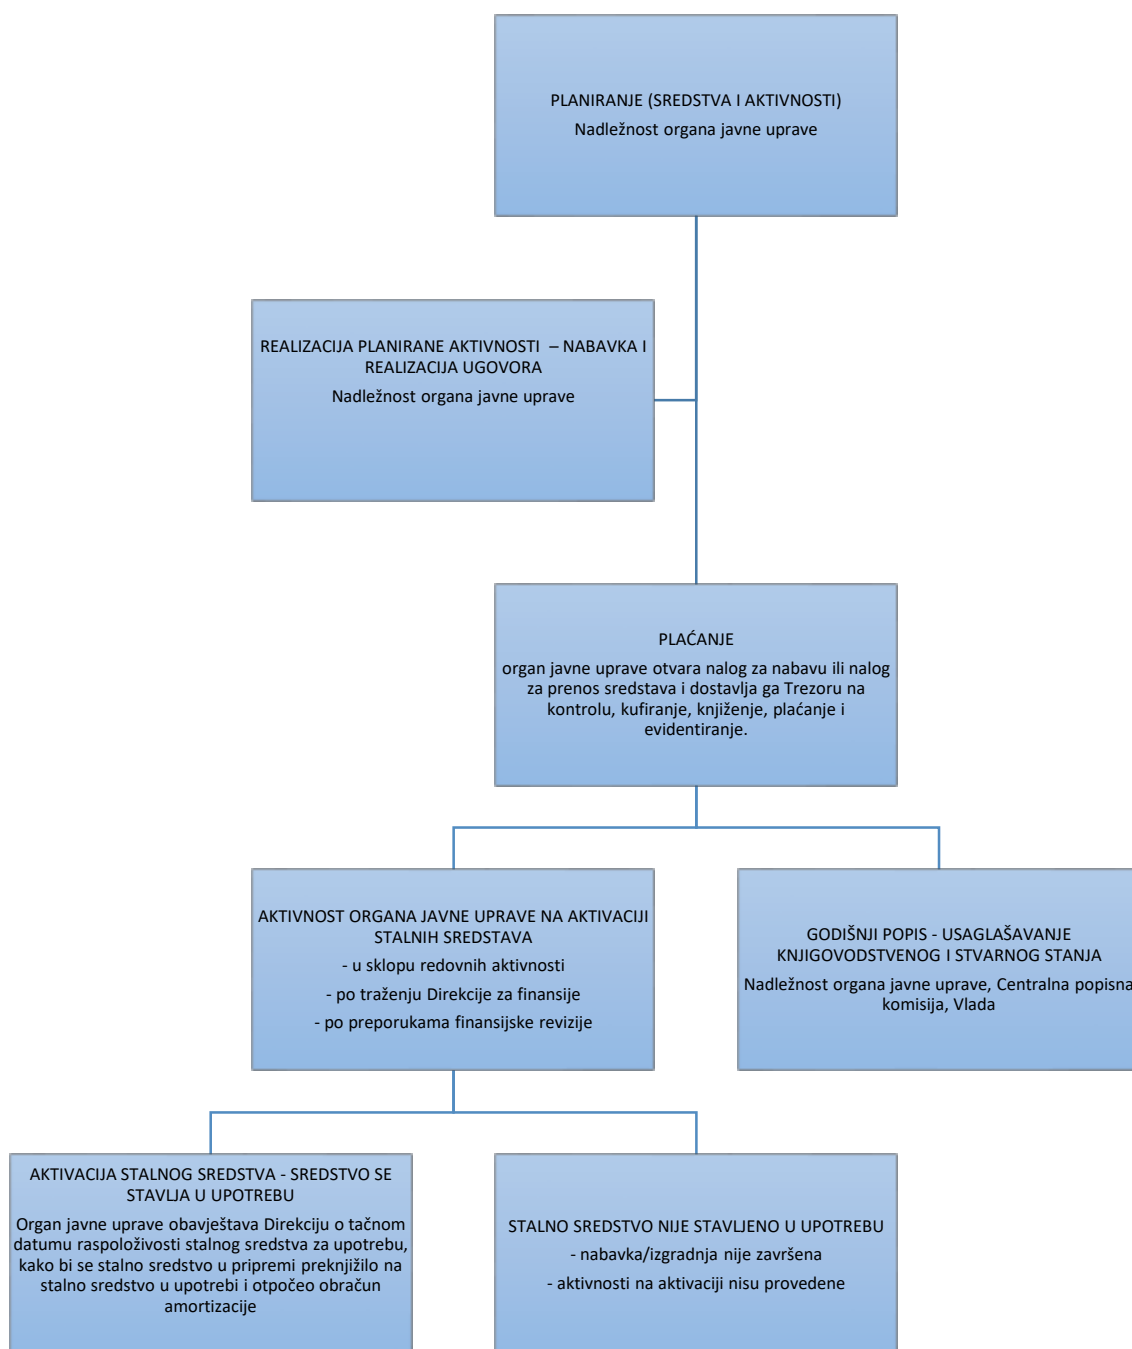 PLANIRANJE (SREDSTVA I AKTIVNOSTI)
Nadležnost organa javne uprave
REALIZACIJA PLANIRANE AKTIVNOSTI – NABAVKA I
REALIZACIJA UGOVORA
Nadležnost organa javne uprave
PLAĆANJE
organ javne uprave otvara nalog za nabavu ili nalog
za prenos sredstava i dostavlja ga Trezoru na
kontrolu, kufiranje, knjiženje, plaćanje i
evidentiranje.
AKTIVNOST ORGANA JAVNE UPRAVE NA AKTIVACIJI
STALNIH SREDSTAVA
- u sklopu redovnih aktivnosti
- po traženju Direkcije za finansije
- po preporukama finansijske revizije
GODIŠNJI POPIS - USAGLAŠAVANJE
KNJIGOVODSTVENOG I STVARNOG STANJA
Nadležnost organa javne uprave, Centralna popisna
komisija, Vlada
AKTIVACIJA STALNOG SREDSTVA - SREDSTVO SE
STAVLJA U UPOTREBU
Organ javne uprave obavještava Direkciju o tačnom
datumu raspoloživosti stalnog sredstva za upotrebu,
kako bi se stalno sredstvo u pripremi preknjižilo na
stalno sredstvo u upotrebi i otpočeo obračun
amortizacije
STALNO SREDSTVO NIJE STAVLJENO U UPOTREBU
- nabavka/izgradnja nije završena
- aktivnosti na aktivaciji nisu provedene